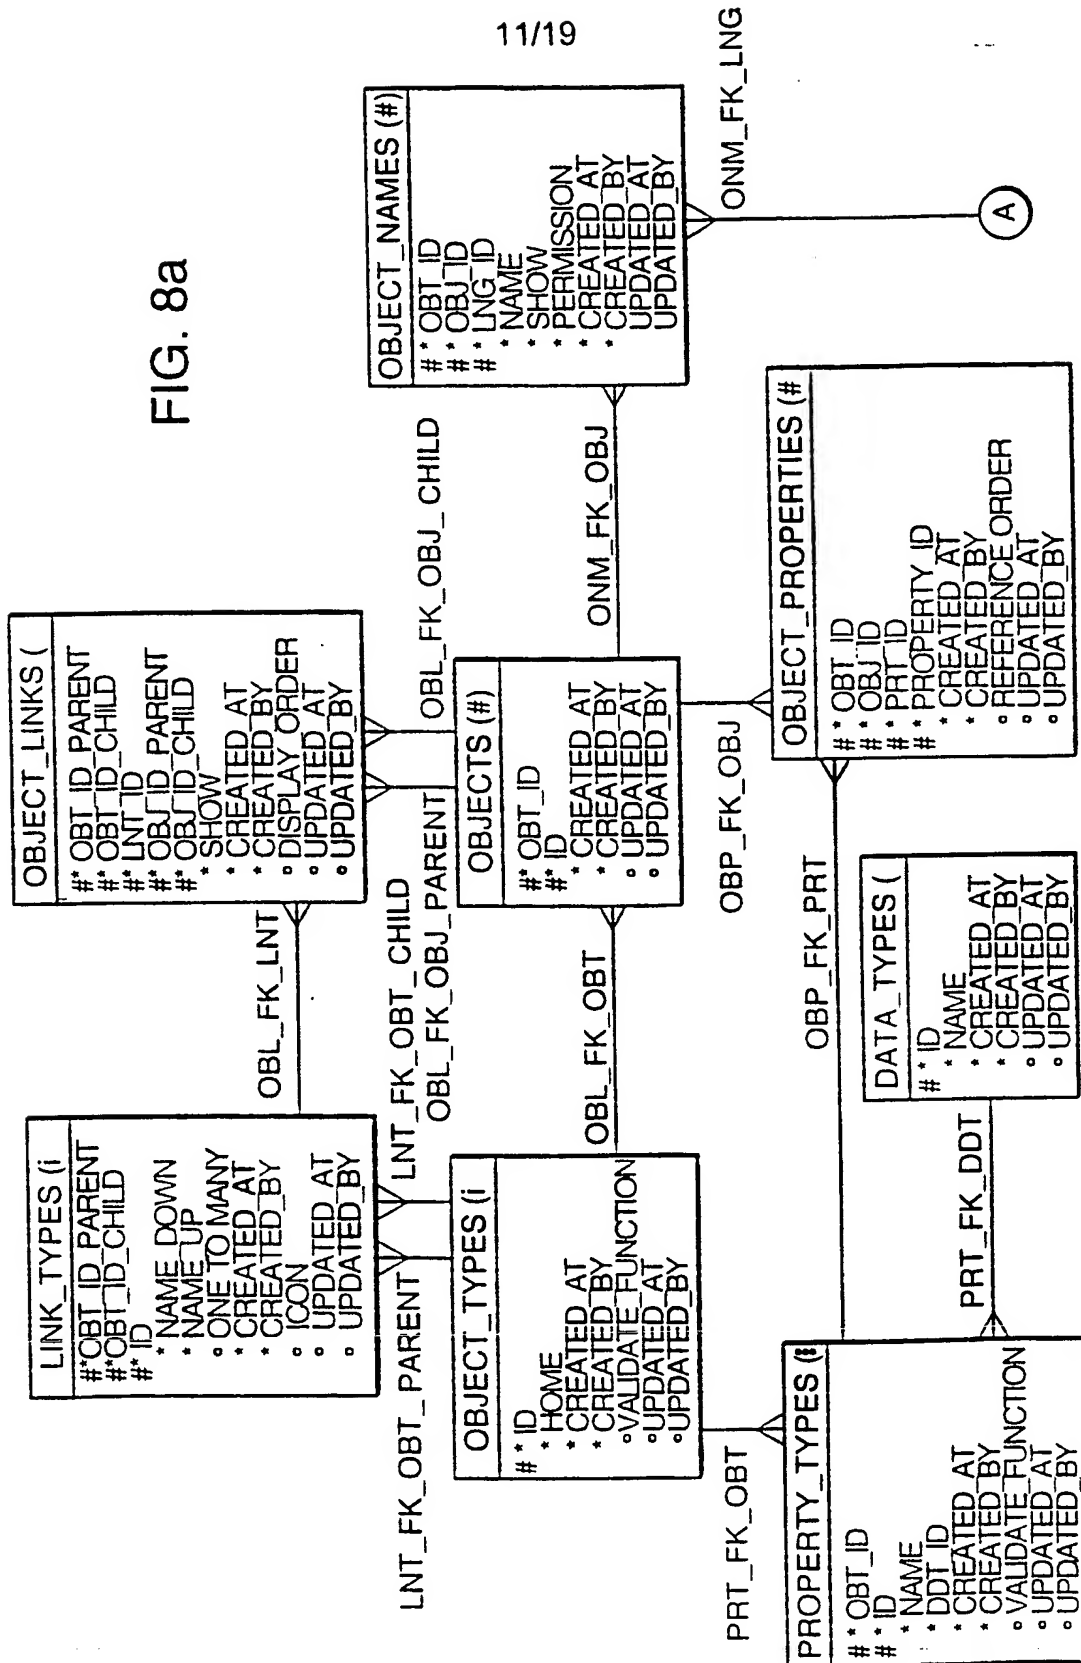 11/19
FIG. 8a
LINK_TYPES (i
#*OBT_ID_PARENT
#*OBT_ID_CHILD
#*ID
* NAME_DOWN
* NAME_UP
o ONE TO MANY
* CREATED_AT
* CREATED_BY
o ICON
o UPDATED_AT
o UPDATED_BY
OBL_FK_LNT
OBJECT_LINKS (
#*OBT_ID_PARENT
#*OBT_ID_CHILD
#*LNT_ID
#*OBJ_ID_PARENT
#*OBJ_ID_CHILD
* SHOW
* CREATED_AT
* CREATED_BY
o DISPLAY_ORDER
o UPDATED_AT
o UPDATED_BY
LNT_FK_OBT_PARENT
LNT_FK_OBT_CHILD
OBL_FK_OBJ_PARENT
OBL_FK_OBJ_CHILD
OBJECT_TYPES (i
#* ID
* HOME
* CREATED_AT
* CREATED_BY
o VALIDATE_FUNCTION
o UPDATED_AT
o UPDATED_BY
OBL_FK_OBT
OBJECTS (#)
#* OBT_ID
#* ID
* CREATED_AT
* CREATED_BY
o UPDATED_AT
o UPDATED_BY
ONM_FK_OBJ
OBJECT_NAMES (#)
# * OBT_ID
# * OBJ_ID
# * LNG_ID
* NAME
* SHOW
* PERMISSION
* CREATED_AT
* CREATED_BY
UPDATED_AT
UPDATED_BY
ONM_FK_LNG
A
PRT_FK_OBT
OBP_FK_OBJ
OBP_FK_PRT
PROPERTY_TYPES (
# * OBT_ID
# * ID
* NAME
* DDT_ID
* CREATED_AT
* CREATED_BY
o VALIDATE_FUNCTION
o UPDATED_AT
o UPDATED_BY
PRT_FK_DDT
DATA_TYPES (
# * ID
* NAME
* CREATED_AT
* CREATED_BY
o UPDATED_AT
o UPDATED_BY
OBJECT_PROPERTIES (#
#* OBT_ID
#* OBJ_ID
#* PRT_ID
#* PROPERTY_ID
* CREATED_AT
* CREATED_BY
o REFERENCE_ORDER
o UPDATED_AT
o UPDATED_BY